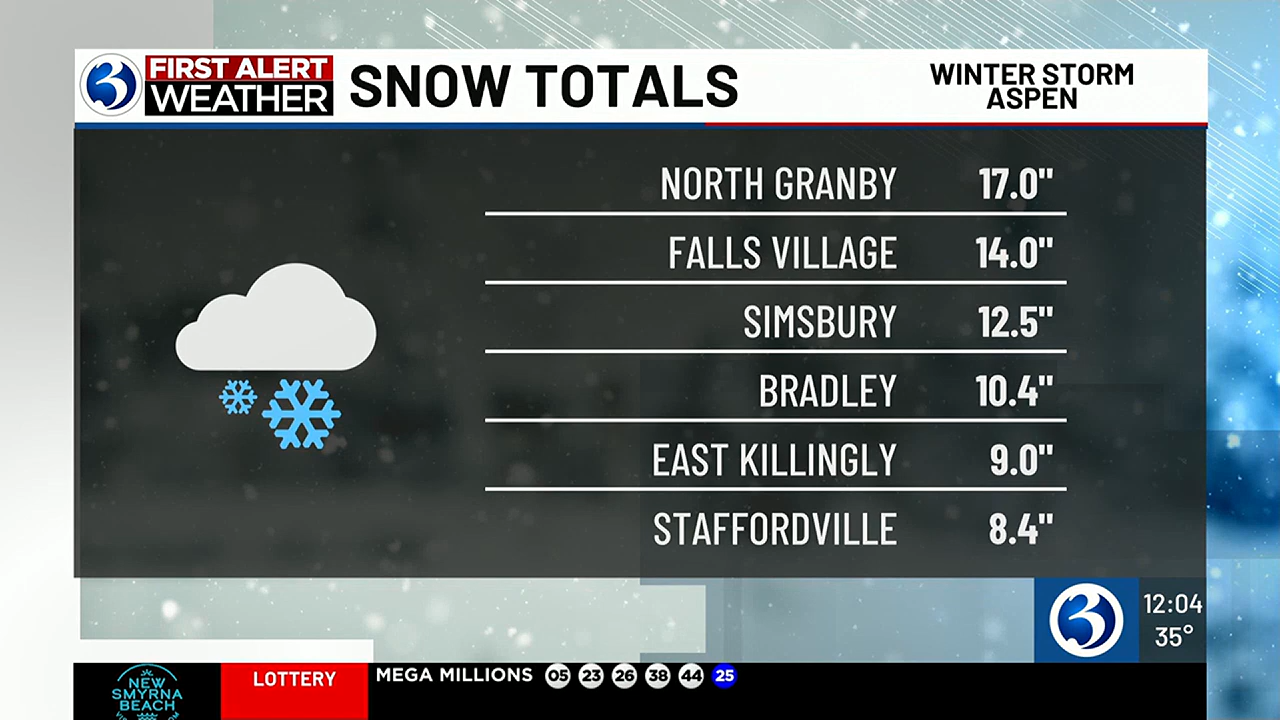 3 FIRST ALERT
WEATHER
SNOW TOTALS
WINTER STORM
ASPEN
NORTH GRANBY 17.0"
FALLS VILLAGE 14.0"
SIMSBURY 12.5"
BRADLEY 10.4"
EAST KILLINGLY 9.0"
STAFFORDVILLE 8.4"
3
12:04
35°
NEW
SMYRNA
BEACH
LOTTERY
MEGA MILLIONS 05 23 26 38 44 25